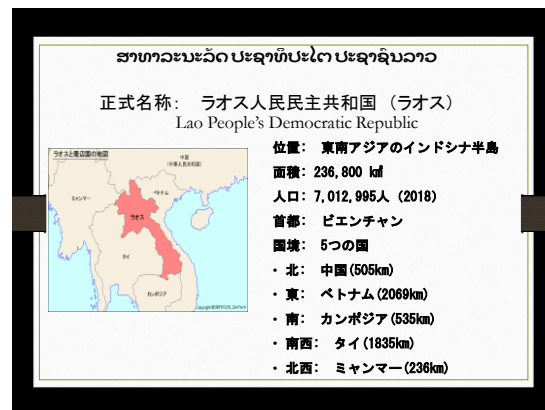 ສາທາລະນະລັດ ປະຊາທິປະໄຕ ປະຊາຊົນລາວ
正式名称： ラオス人民民主共和国 （ラオス）
Lao People's Democratic Republic
ラオスと周辺国の地図
中国
(中華人民共和国)
ミャンマー
ベトナム
ラオス
タイ
カンボジア
位置： 東南アジアのインドシナ半島
面積：236,800 ㎢
人口：7,012,995人（2018）
首都： ビエンチャン
国境： 5つの国
・北： 中国(505km)
・東： ベトナム(2069km)
・南： カンボジア(535km)
・南西： タイ(1835km)
・北西： ミャンマー(236km)